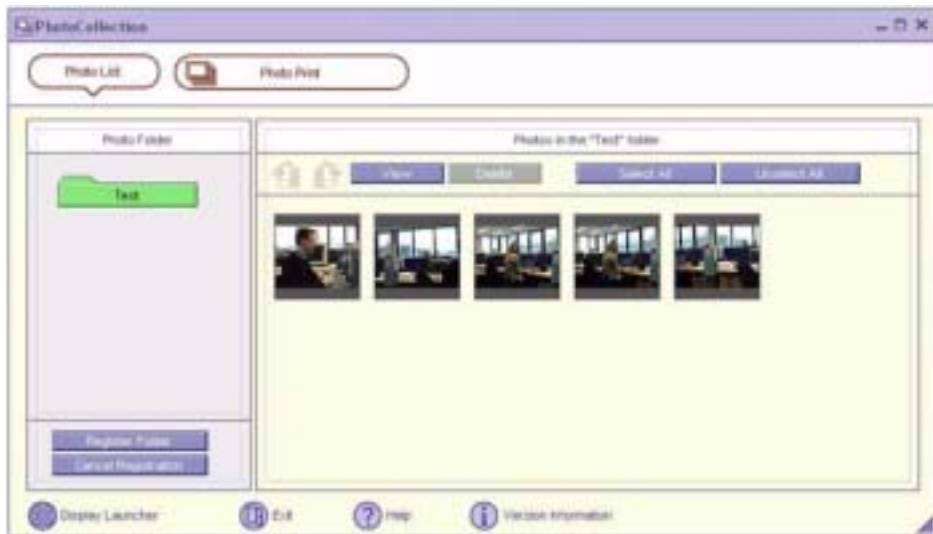 PhotoCollection
Photo List
Photo Print
Photo Folder
Photos in the "Test" folder
View
Delete
Select All
Unselect All
Test
Register Folder
Cancel Registration
Display Launcher
Exit
Help
Version Information